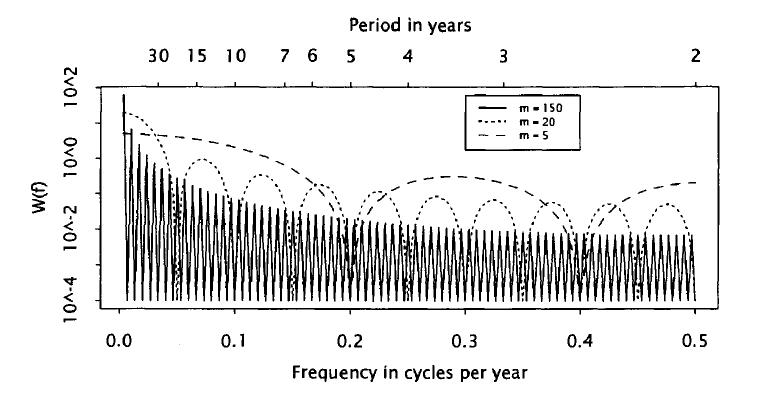 Period in years
30 15 10 7 6 5 4 3 2
W(f)
10^2
10^0
10^-2
10^-4
m = 150
m = 20
m = 5
0.0 0.1 0.2 0.3 0.4 0.5
Frequency in cycles per year